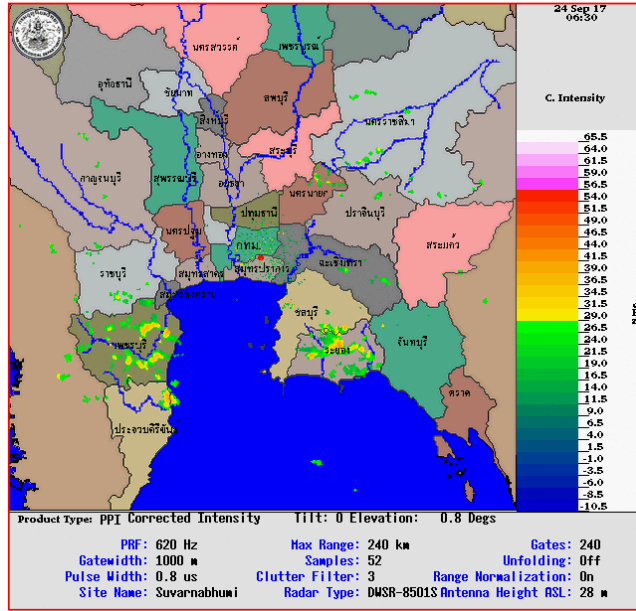 24 Sep 17
06:30
C. Intensity
นครสวรรค์
เพชรบูรณ์
อุทัยธานี
ชัยนาท
ลพบุรี
สิงห์บุรี
นครราชสีมา
อ่างทอง
สระบุรี
กาญจนบุรี
สุพรรณบุรี
อยุธยา
นครนายก
ปทุมธานี
ปราจีนบุรี
นครปฐม
กทม.
สระแก้ว
ฉะเชิงเทรา
ราชบุรี
สมุทรสาคร
สมุทรปราการ
สมุทรสงคราม
ชลบุรี
เพชรบุรี
ระยอง
จันทบุรี
ตราด
ประจวบคีรีขันธ์
65.5
64.0
61.5
59.0
56.5
54.0
51.5
49.0
46.5
44.0
41.5
39.0
36.5
34.0
31.5
29.0
26.5
24.0
21.5
19.0
16.5
14.0
11.5
9.0
6.5
4.0
1.5
-1.0
-3.5
-6.0
-8.5
-10.5
Product Type: PPI Corrected Intensity Tilt: 0 Elevation: 0.8 Degs
PRF: 620 Hz Max Range: 240 km Gates: 240
Gatewidth: 1000 m Samples: 52 Unfolding: Off
Pulse Width: 0.8 us Clutter Filter: 3 Range Normalization: On
Site Name: Suvarnabhumi Radar Type: DWSR-8501S Antenna Height ASL: 28 m